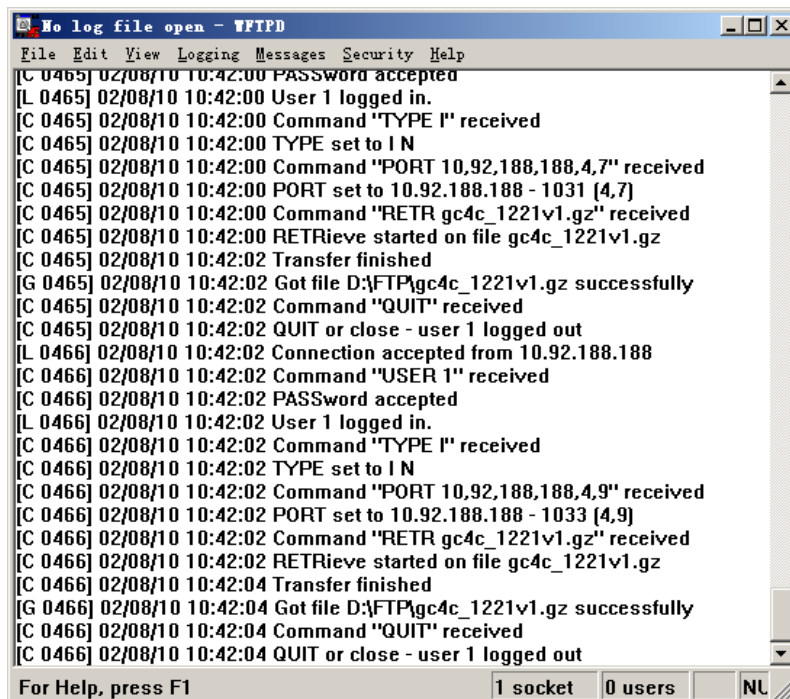 No log file open - WFTPD
File Edit View Logging Messages Security Help
[C 0465] 02/08/10 10:42:00 PASSword accepted
[L 0465] 02/08/10 10:42:00 User 1 logged in.
[C 0465] 02/08/10 10:42:00 Command "TYPE I" received
[C 0465] 02/08/10 10:42:00 TYPE set to I N
[C 0465] 02/08/10 10:42:00 Command "PORT 10,92,188,188,4,7" received
[C 0465] 02/08/10 10:42:00 PORT set to 10.92.188.188 - 1031 (4,7)
[C 0465] 02/08/10 10:42:00 Command "RETR gc4c_1221v1.gz" received
[C 0465] 02/08/10 10:42:00 RETRieve started on file gc4c_1221v1.gz
[C 0465] 02/08/10 10:42:02 Transfer finished
[G 0465] 02/08/10 10:42:02 Got file D:\FTP\gc4c_1221v1.gz successfully
[C 0465] 02/08/10 10:42:02 Command "QUIT" received
[C 0465] 02/08/10 10:42:02 QUIT or close - user 1 logged out
[L 0466] 02/08/10 10:42:02 Connection accepted from 10.92.188.188
[C 0466] 02/08/10 10:42:02 Command "USER 1" received
[C 0466] 02/08/10 10:42:02 PASSword accepted
[L 0466] 02/08/10 10:42:02 User 1 logged in.
[C 0466] 02/08/10 10:42:02 Command "TYPE I" received
[C 0466] 02/08/10 10:42:02 TYPE set to I N
[C 0466] 02/08/10 10:42:02 Command "PORT 10,92,188,188,4,9" received
[C 0466] 02/08/10 10:42:02 PORT set to 10.92.188.188 - 1033 (4,9)
[C 0466] 02/08/10 10:42:02 Command "RETR gc4c_1221v1.gz" received
[C 0466] 02/08/10 10:42:02 RETRieve started on file gc4c_1221v1.gz
[C 0466] 02/08/10 10:42:04 Transfer finished
[G 0466] 02/08/10 10:42:04 Got file D:\FTP\gc4c_1221v1.gz successfully
[C 0466] 02/08/10 10:42:04 Command "QUIT" received
[C 0466] 02/08/10 10:42:04 QUIT or close - user 1 logged out
For Help, press F1 1 socket 0 users